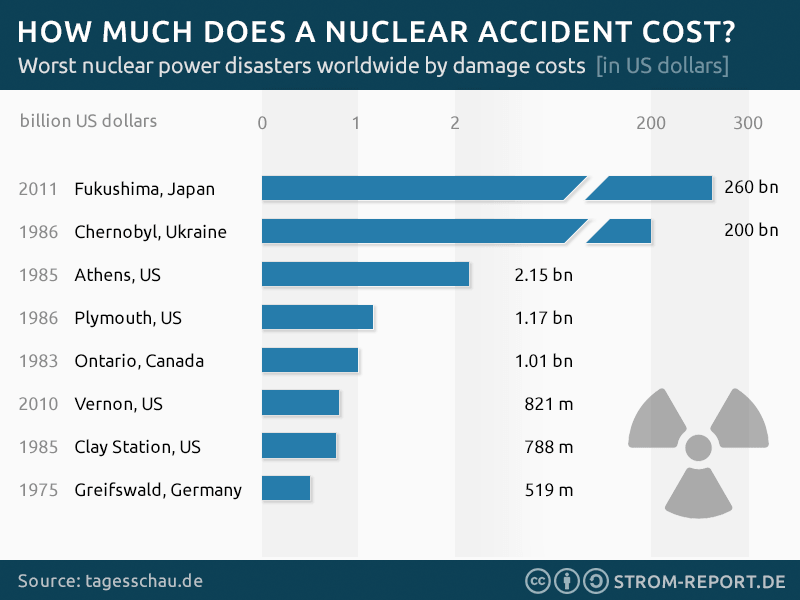 HOW MUCH DOES A NUCLEAR ACCIDENT COST?
Worst nuclear power disasters worldwide by damage costs [in US dollars]
billion US dollars 0 1 2 200 300
2011 Fukushima, Japan 260 bn
1986 Chernobyl, Ukraine 200 bn
1985 Athens, US 2.15 bn
1986 Plymouth, US 1.17 bn
1983 Ontario, Canada 1.01 bn
2010 Vernon, US 821 m
1985 Clay Station, US 788 m
1975 Greifswald, Germany 519 m
Source: tagesschau.de cc STROM-REPORT.DE